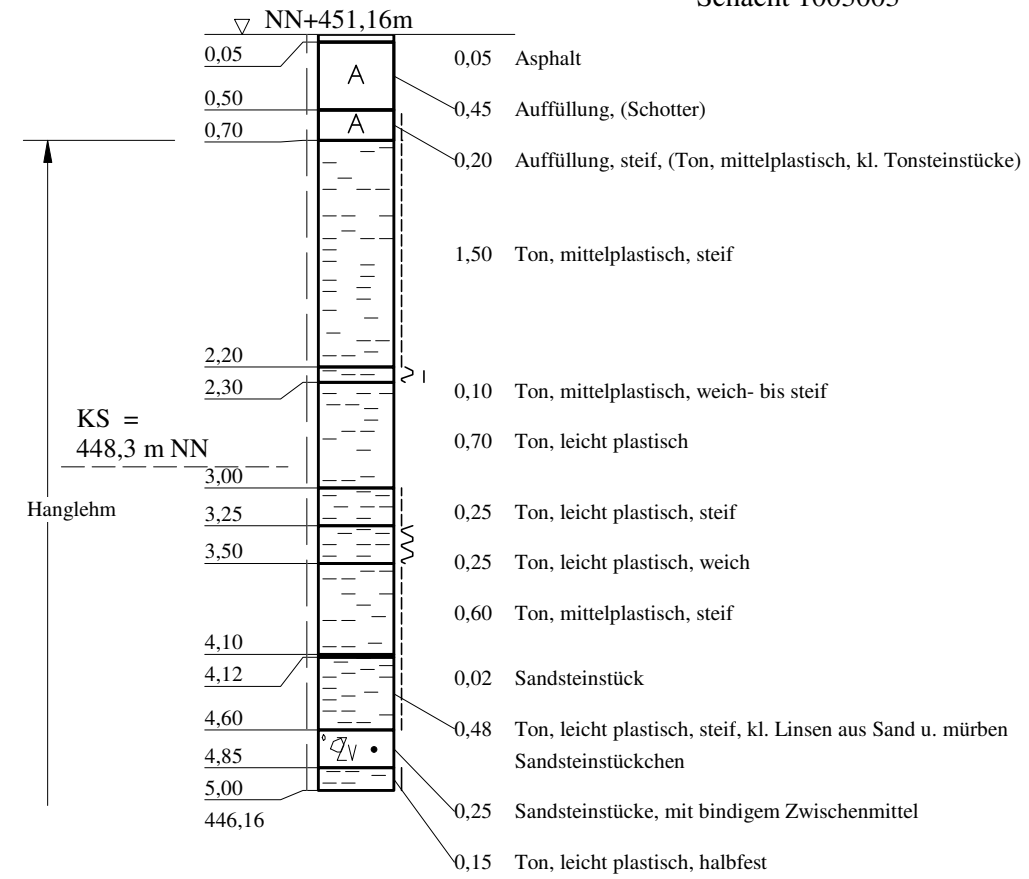 NN+451,16m
0,05
0,05 Asphalt
A
0,50
0,45 Auffüllung, (Schotter)
A
0,70
0,20 Auffüllung, steif, (Ton, mittelplastisch, kl. Tonsteinstücke)
1,50 Ton, mittelplastisch, steif
2,20
2,30
0,10 Ton, mittelplastisch, weich- bis steif
KS =
448,3 m NN
0,70 Ton, leicht plastisch
3,00
Hanglehm
0,25 Ton, leicht plastisch, steif
3,25
3,50
0,25 Ton, leicht plastisch, weich
0,60 Ton, mittelplastisch, steif
4,10
4,12
0,02 Sandsteinstück
4,60
0,48 Ton, leicht plastisch, steif, kl. Linsen aus Sand u. mürben
Sandsteinstückchen
4,85
5,00
0,25 Sandsteinstücke, mit bindigem Zwischenmittel
446,16
0,15 Ton, leicht plastisch, halbfest